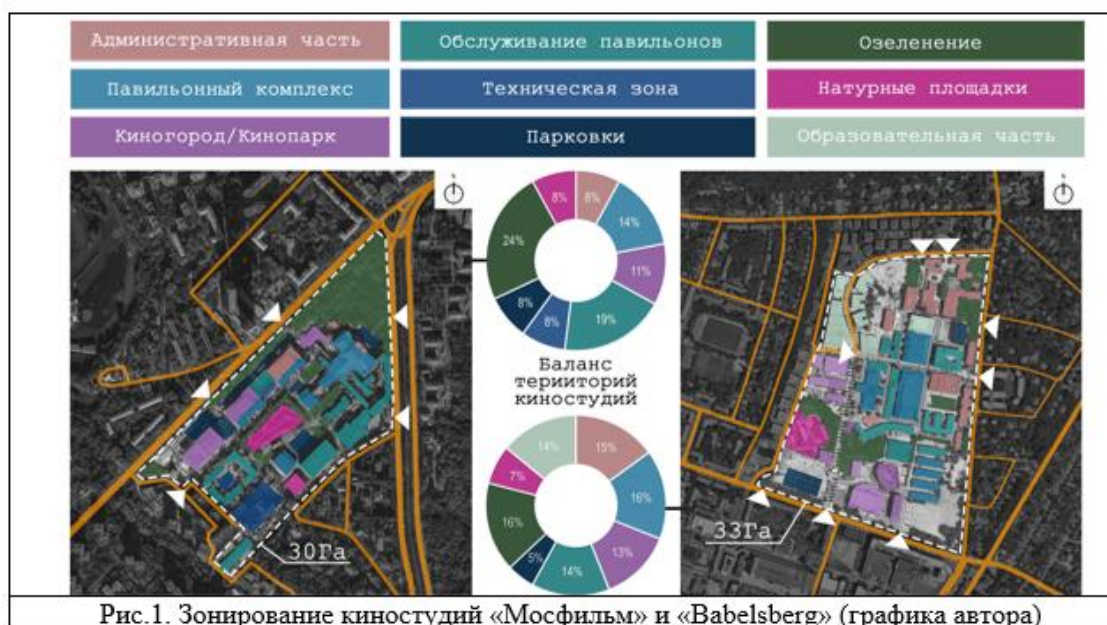 Административная часть
Обслуживание павильонов
Озеленение
Павильонный комплекс
Техническая зона
Натурные площадки
Киногород/Кинопарк
Парковки
Образовательная часть
8%
8%
14%
24%
11%
8%
8%
19%
Баланс
терииторий
киностудий
14%
15%
7%
16%
16%
13%
5%
14%
30Га
33Га
Рис.1. Зонирование киностудий «Мосфильм» и «Babelsberg» (графика автора)